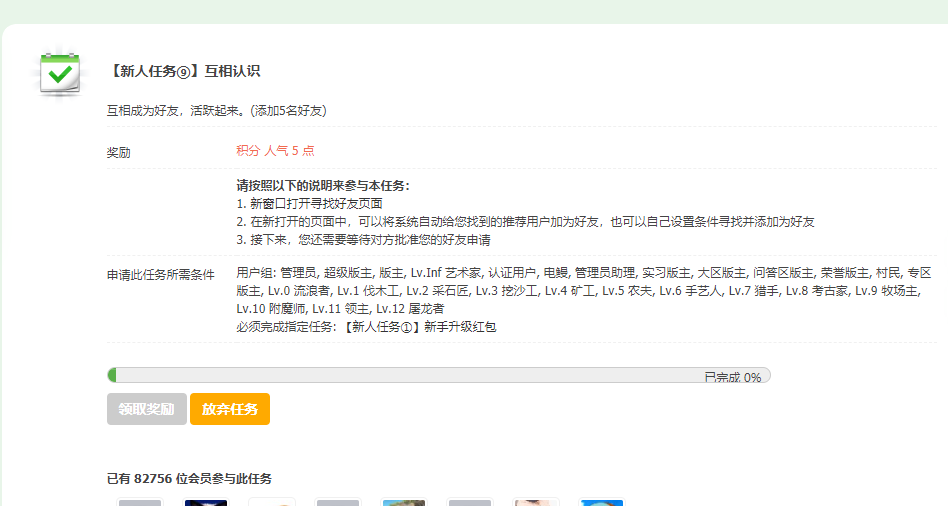 【新人任务⑨】互相认识
互相成为好友，活跃起来。(添加5名好友)
奖励
积分 人气 5 点
请按照以下的说明来参与本任务：
1. 新窗口打开寻找好友页面
2. 在新打开的页面中，可以将系统自动给您找到的推荐用户加为好友，也可以自己设置条件寻找并添加为好友
3. 接下来，您还需要等待对方批准您的好友申请
申请此任务所需条件
用户组: 管理员, 超级版主, 版主, Lv.Inf 艺术家, 认证用户, 电鳗, 管理员助理, 实习版主, 大区版主, 问答区版主, 荣誉版主, 村民, 专区
版主, Lv.0 流浪者, Lv.1 伐木工, Lv.2 采石匠, Lv.3 挖沙工, Lv.4 矿工, Lv.5 农夫, Lv.6 手艺人, Lv.7 猎手, Lv.8 考古家, Lv.9 牧场主,
Lv.10 附魔师, Lv.11 领主, Lv.12 屠龙者
必须完成指定任务: 【新人任务①】新手升级红包
已完成 0%
领取奖励
放弃任务
已有 82756 位会员参与此任务